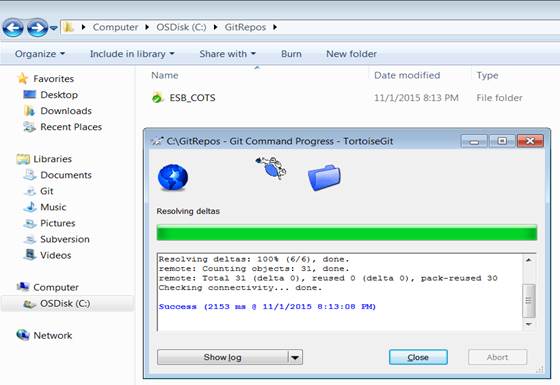 Computer ▸ OSDisk (C:) ▸ GitRepos ▸
Organize Include in library Share with Burn New folder
Favorites
Desktop
Downloads
Recent Places
Libraries
Documents
Git
Music
Pictures
Subversion
Videos
Computer
OSDisk (C:)
Network
Name Date modified Type
ESB_COTS 11/1/2015 8:13 PM File folder
C:\GitRepos - Git Command Progress - TortoiseGit
Resolving deltas
Resolving deltas: 100% (6/6), done.
remote: Counting objects: 31, done.
remote: Total 31 (delta 0), reused 0 (delta 0), pack-reused 30
Checking connectivity... done.
Success (2153 ms @ 11/1/2015 8:13:08 PM)
Show log Close Abort